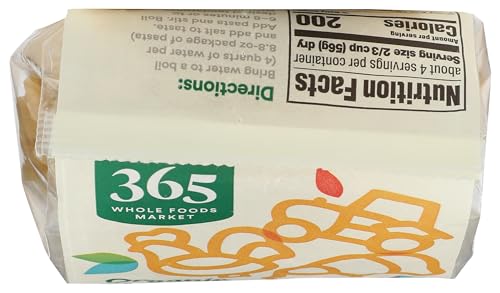 Directions:
Bring water to a boil
(4 quarts of water per
8.8-oz package of pasta)
and add salt to taste.
Add pasta and stir. Boil
Nutrition Facts
about 4 servings per container
Serving size 2/3 cup (56g) dry
Amount per serving
Calories 200
365
WHOLE FOODS
MARKET
Organic